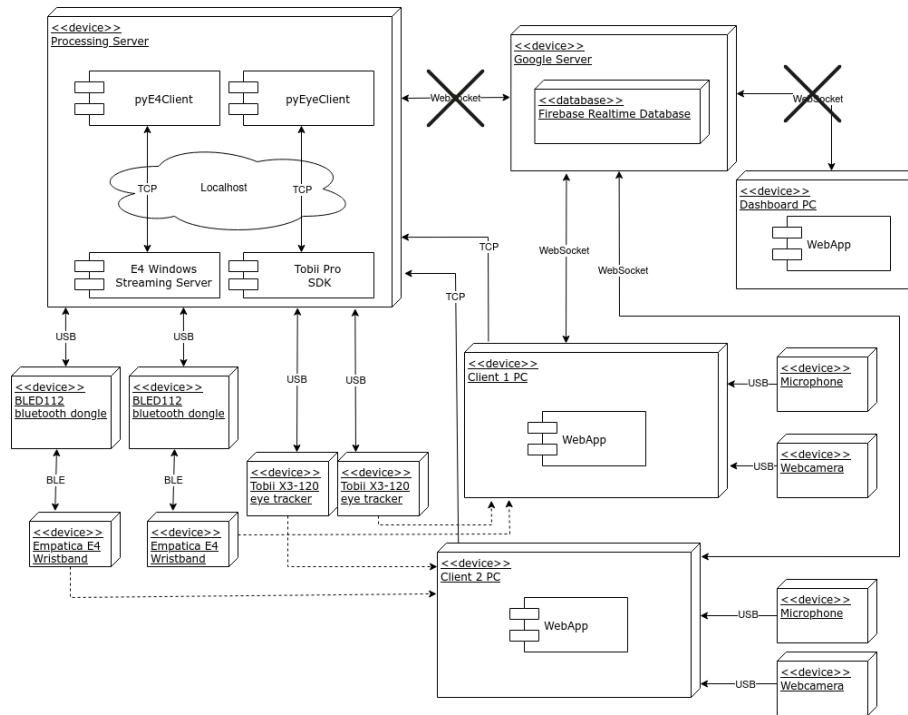 <<device>>
Processing Server
pyE4Client
pyEyeClient
TCP
Localhost
TCP
E4 Windows
Streaming Server
Tobii Pro
SDK
WebSocket
<<device>>
Google Server
<<database>>
Firebase Realtime Database
WebSocket
<<device>>
Dashboard PC
WebApp
TCP
WebSocket
WebSocket
TCP
USB
USB
USB
USB
<<device>>
BLED112
bluetooth dongle
<<device>>
BLED112
bluetooth dongle
<<device>>
Client 1 PC
WebApp
USB
<<device>>
Microphone
USB
<<device>>
Webcamera
BLE
BLE
<<device>>
Tobii X3-120
eye tracker
<<device>>
Tobii X3-120
eye tracker
<<device>>
Empatica E4
Wristband
<<device>>
Empatica E4
Wristband
<<device>>
Client 2 PC
WebApp
USB
<<device>>
Microphone
USB
<<device>>
Webcamera